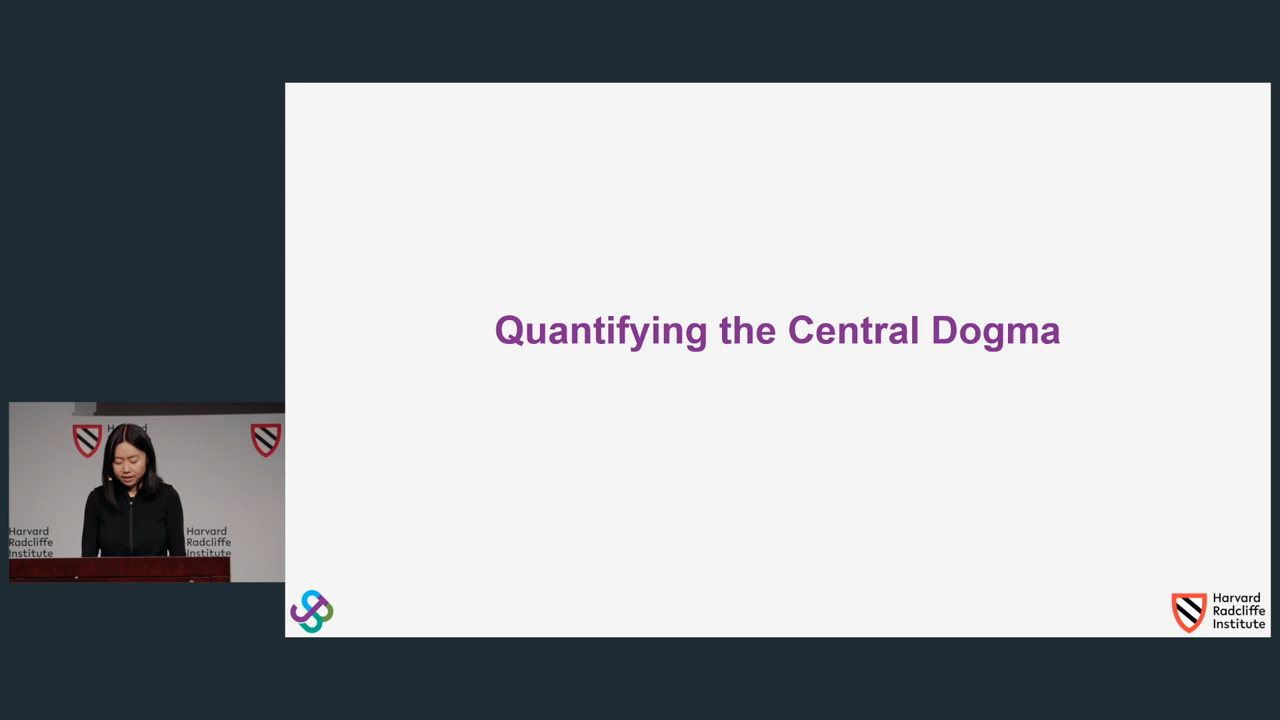 Quantifying the Central Dogma
Harvard
Radcliffe
Institute
Harvard
Radcliffe
Institute
Harvard
Radcliffe
Institute